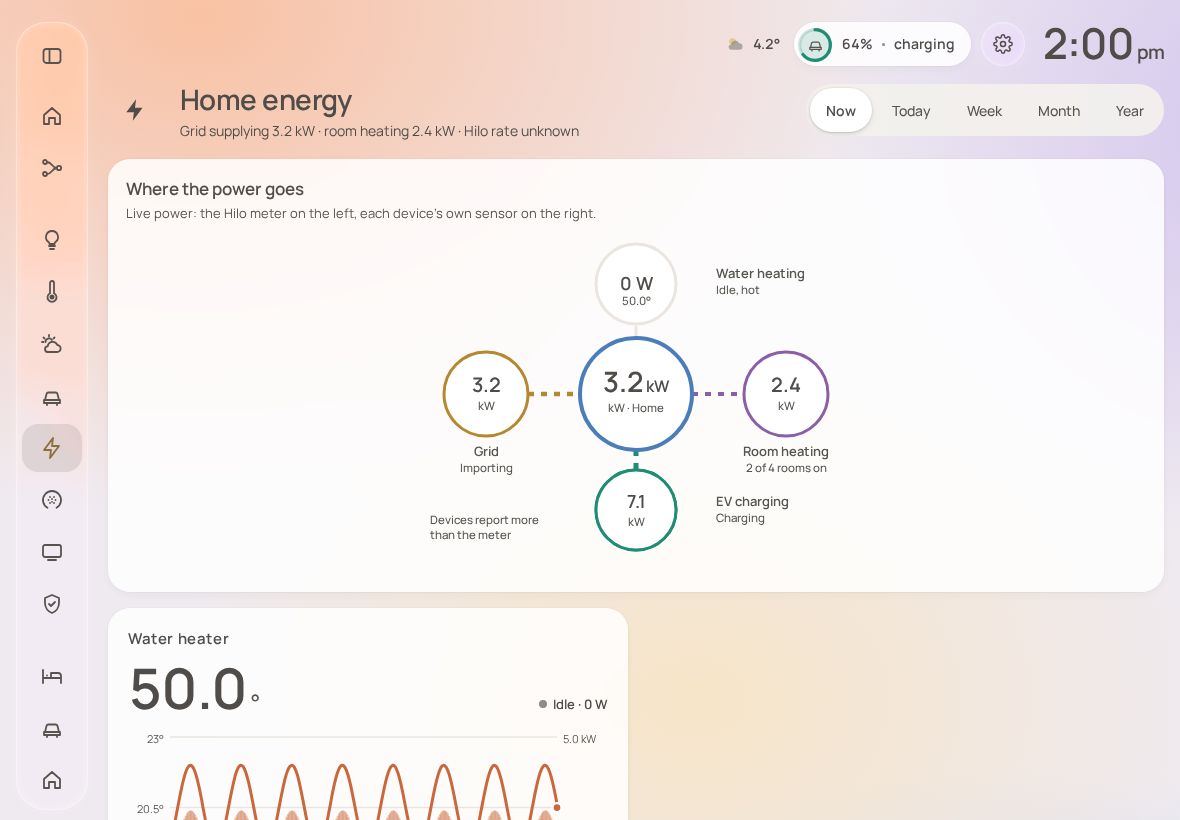 4.2°
64% · charging
2:00 pm
Home energy
Grid supplying 3.2 kW · room heating 2.4 kW · Hilo rate unknown
Now
Today
Week
Month
Year
Where the power goes
Live power: the Hilo meter on the left, each device's own sensor on the right.
0 W
50.0°
Water heating
Idle, hot
3.2
kW
Grid
Importing
3.2 kW
kW · Home
2.4
kW
Room heating
2 of 4 rooms on
7.1
kW
EV charging
Charging
Devices report more
than the meter
Water heater
50.0°
Idle · 0 W
23°
5.0 kW
20.5°